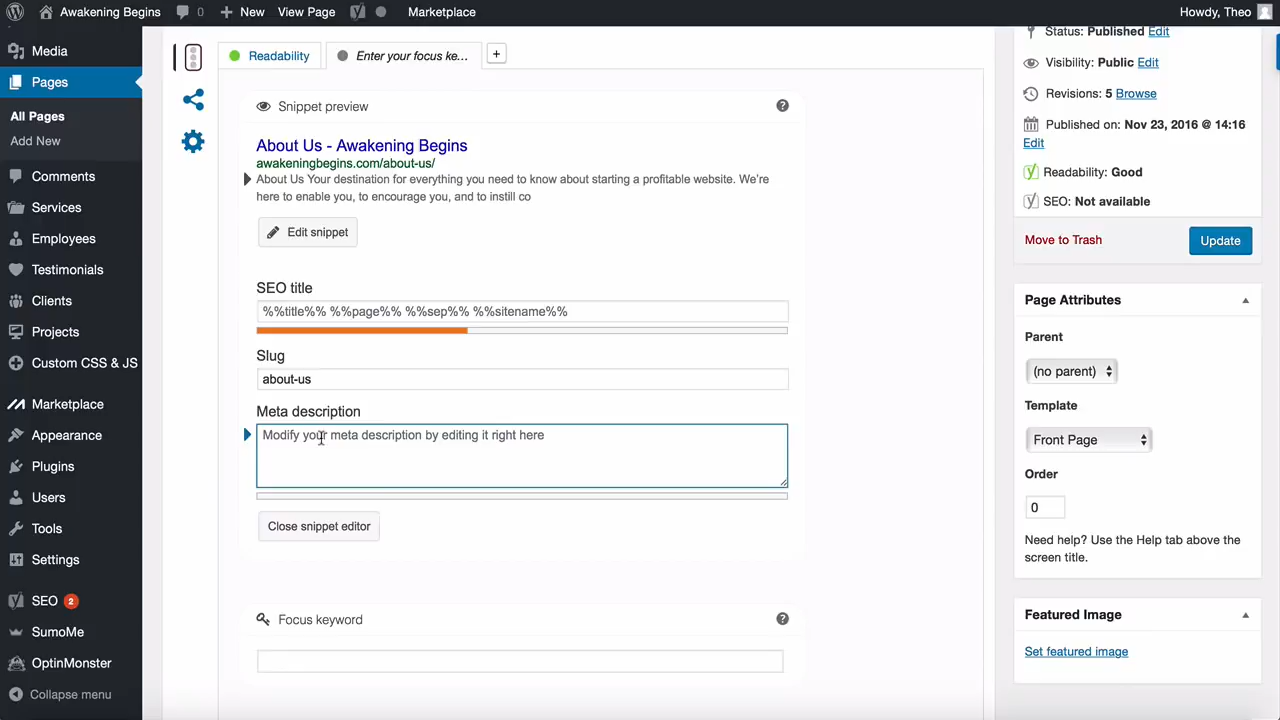 Awakening Begins
0
New
View Page
Marketplace
Howdy, Theo
Media
Pages
All Pages
Add New
Comments
Services
Employees
Testimonials
Clients
Projects
Custom CSS & JS
Marketplace
Appearance
Plugins
Users
Tools
Settings
SEO 2
SumoMe
OptinMonster
Collapse menu
Readability
Enter your focus ke...
+
Snippet preview
?
About Us - Awakening Begins
awakeningbegins.com/about-us/
About Us Your destination for everything you need to know about starting a profitable website. We're
here to enable you, to encourage you, and to instill co
Edit snippet
SEO title
%%title%% %%page%% %%sep%% %%sitename%%
Slug
about-us
Meta description
Modify your meta description by editing it right here
Close snippet editor
Focus keyword
?
Status: Published Edit
Visibility: Public Edit
Revisions: 5 Browse
Published on: Nov 23, 2016 @ 14:16
Edit
Readability: Good
SEO: Not available
Move to Trash
Update
Page Attributes
Parent
(no parent)
Template
Front Page
Order
0
Need help? Use the Help tab above the
screen title.
Featured Image
Set featured image